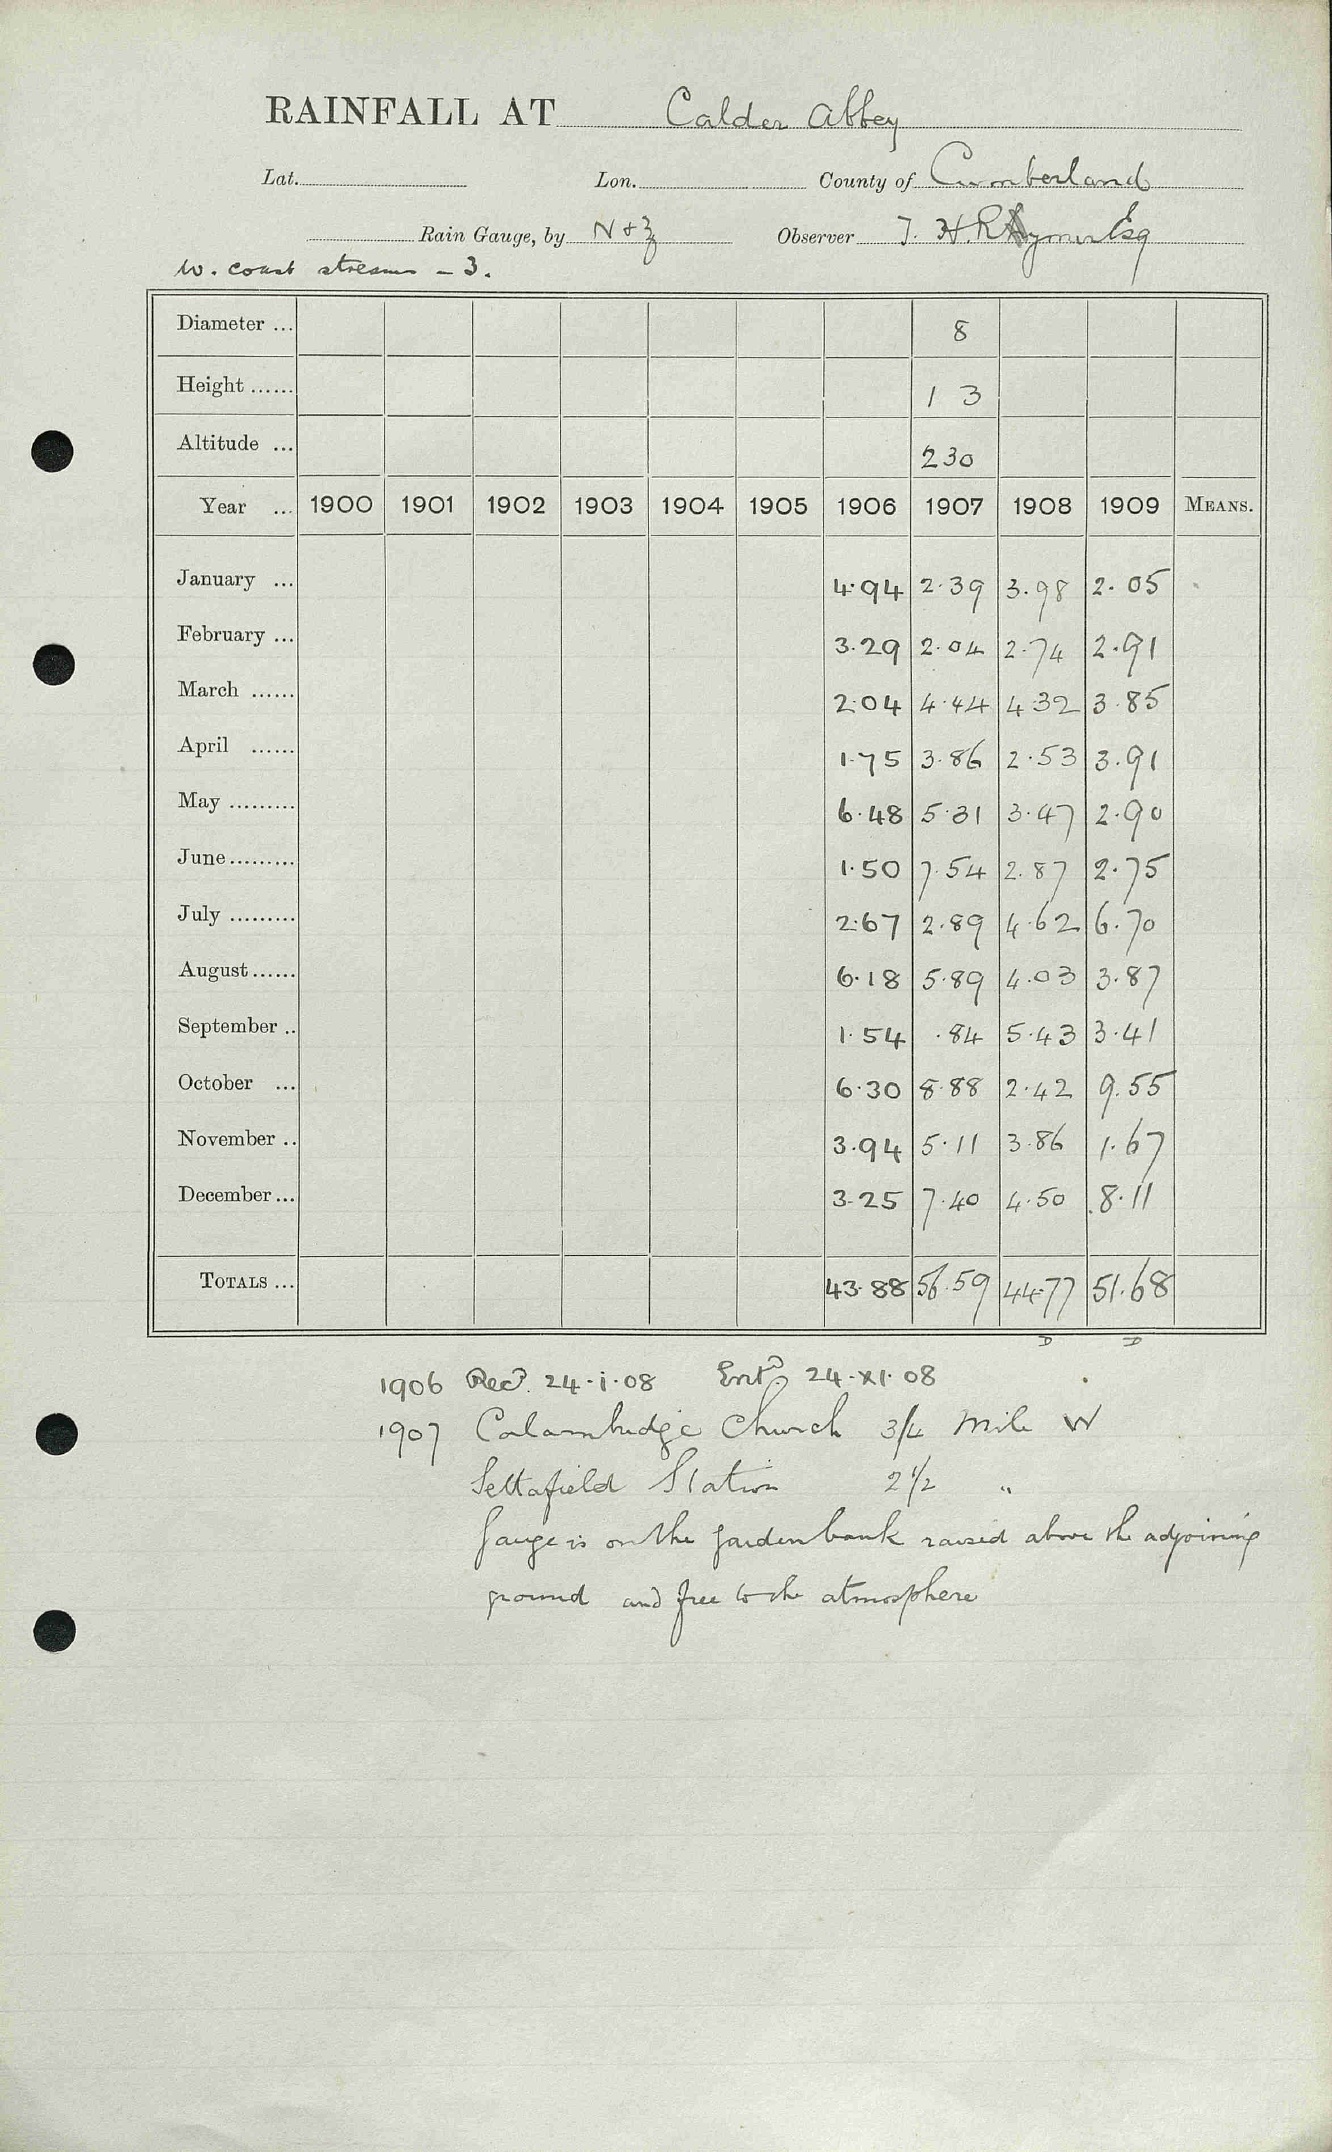 RAINFALL AT Calder Abbey
Lat. Lon. County of Cumberland
Rain Gauge, by N & Z Observer T. H. Rymer Esq
W. coast streams - 3.
Diameter ... 8
Height ...... 1 3
Altitude ... 230
Year ... 1900 1901 1902 1903 1904 1905 1906 1907 1908 1909 MEANS.
January ... 4.94 2.39 3.98 2.05
February ... 3.29 2.04 2.74 2.91
March ...... 2.04 4.44 4.32 3.85
April ...... 1.75 3.86 2.53 3.91
May ......... 6.48 5.31 3.47 2.90
June......... 1.50 7.54 2.87 2.75
July ......... 2.67 2.89 4.62 6.70
August...... 6.18 5.89 4.03 3.87
September .. 1.54 .84 5.43 3.41
October ... 6.30 8.88 2.42 9.55
November .. 3.94 5.11 3.86 1.67
December... 3.25 7.40 4.50 8.11
TOTALS ... 43.88 56.59 44.77 51.68
D D
1906 Recd. 24.1.08 Entd. 24.XI.08
1907 Church 3/4 Mile W
Station 2 1/2 "
Gauge is on the garden bank raised above the adjoining
ground and free to the atmosphere